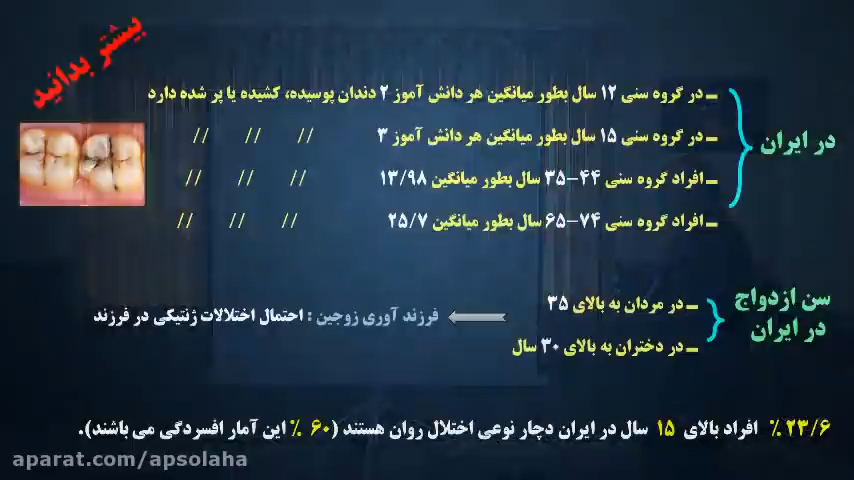 بیشتر بدانید
در ایران
ـ در گروه سنی ۱۲ سال بطور میانگین هر دانش آموز ۲ دندان پوسیده، کشیده یا پر شده دارد
ـ در گروه سنی ۱۵ سال بطور میانگین هر دانش آموز ۳ // // //
ـ افراد گروه سنی ۴۴–۳۵ سال بطور میانگین ۱۳/۹۸ // // //
ـ افراد گروه سنی ۷۴–۶۵ سال بطور میانگین ۲۵/۷ // // //
سن ازدواج
در ایران
ـ در مردان به بالای ۳۵
فرزند آوری زوجین : احتمال اختلالات ژنتیکی در فرزند
ـ در دختران به بالای ۳۰ سال
۲۳/۶ % افراد بالای ۱۵ سال در ایران دچار نوعی اختلال روان هستند (۶۰ % این آمار افسردگی می باشند).
aparat.com/apsolaha